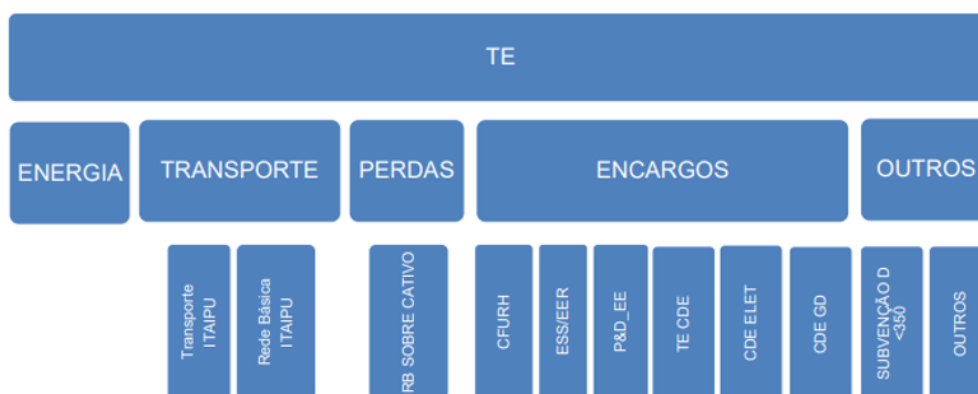 TE
ENERGIA
TRANSPORTE
PERDAS
ENCARGOS
OUTROS
Transporte
ITAIPU
Rede Básica
ITAIPU
RB SOBRE CATIVO
CFURH
ESS/EER
P&D_EE
TE CDE
CDE ELET
CDE GD
SUBVENÇÃO D
<350
OUTROS